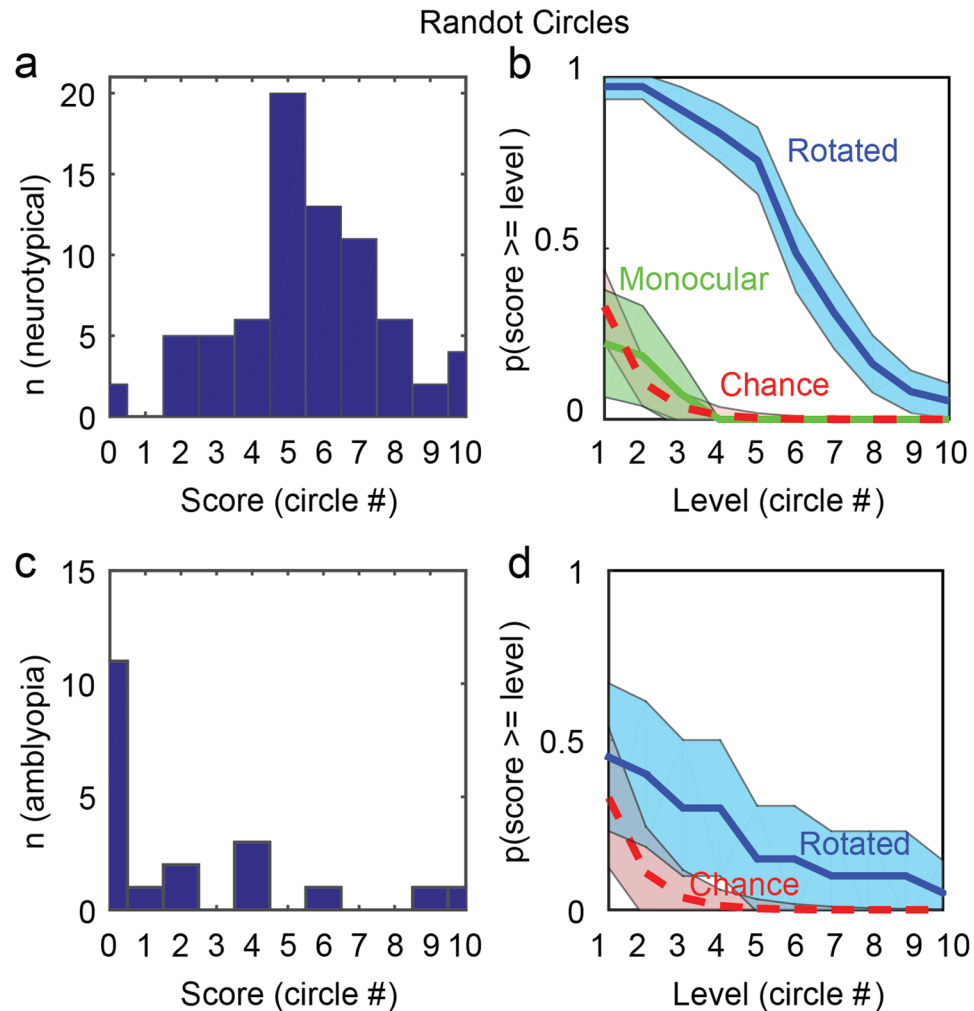 Randot Circles
a
n (neurotypical)
20
15
10
5
0
0 1 2 3 4 5 6 7 8 9 10
Score (circle #)
b
p(score >= level)
1
0.5
0
Rotated
Monocular
Chance
1 2 3 4 5 6 7 8 9 10
Level (circle #)
c
n (amblyopia)
15
10
5
0
0 1 2 3 4 5 6 7 8 9 10
Score (circle #)
d
p(score >= level)
1
0.5
0
Rotated
Chance
1 2 3 4 5 6 7 8 9 10
Level (circle #)